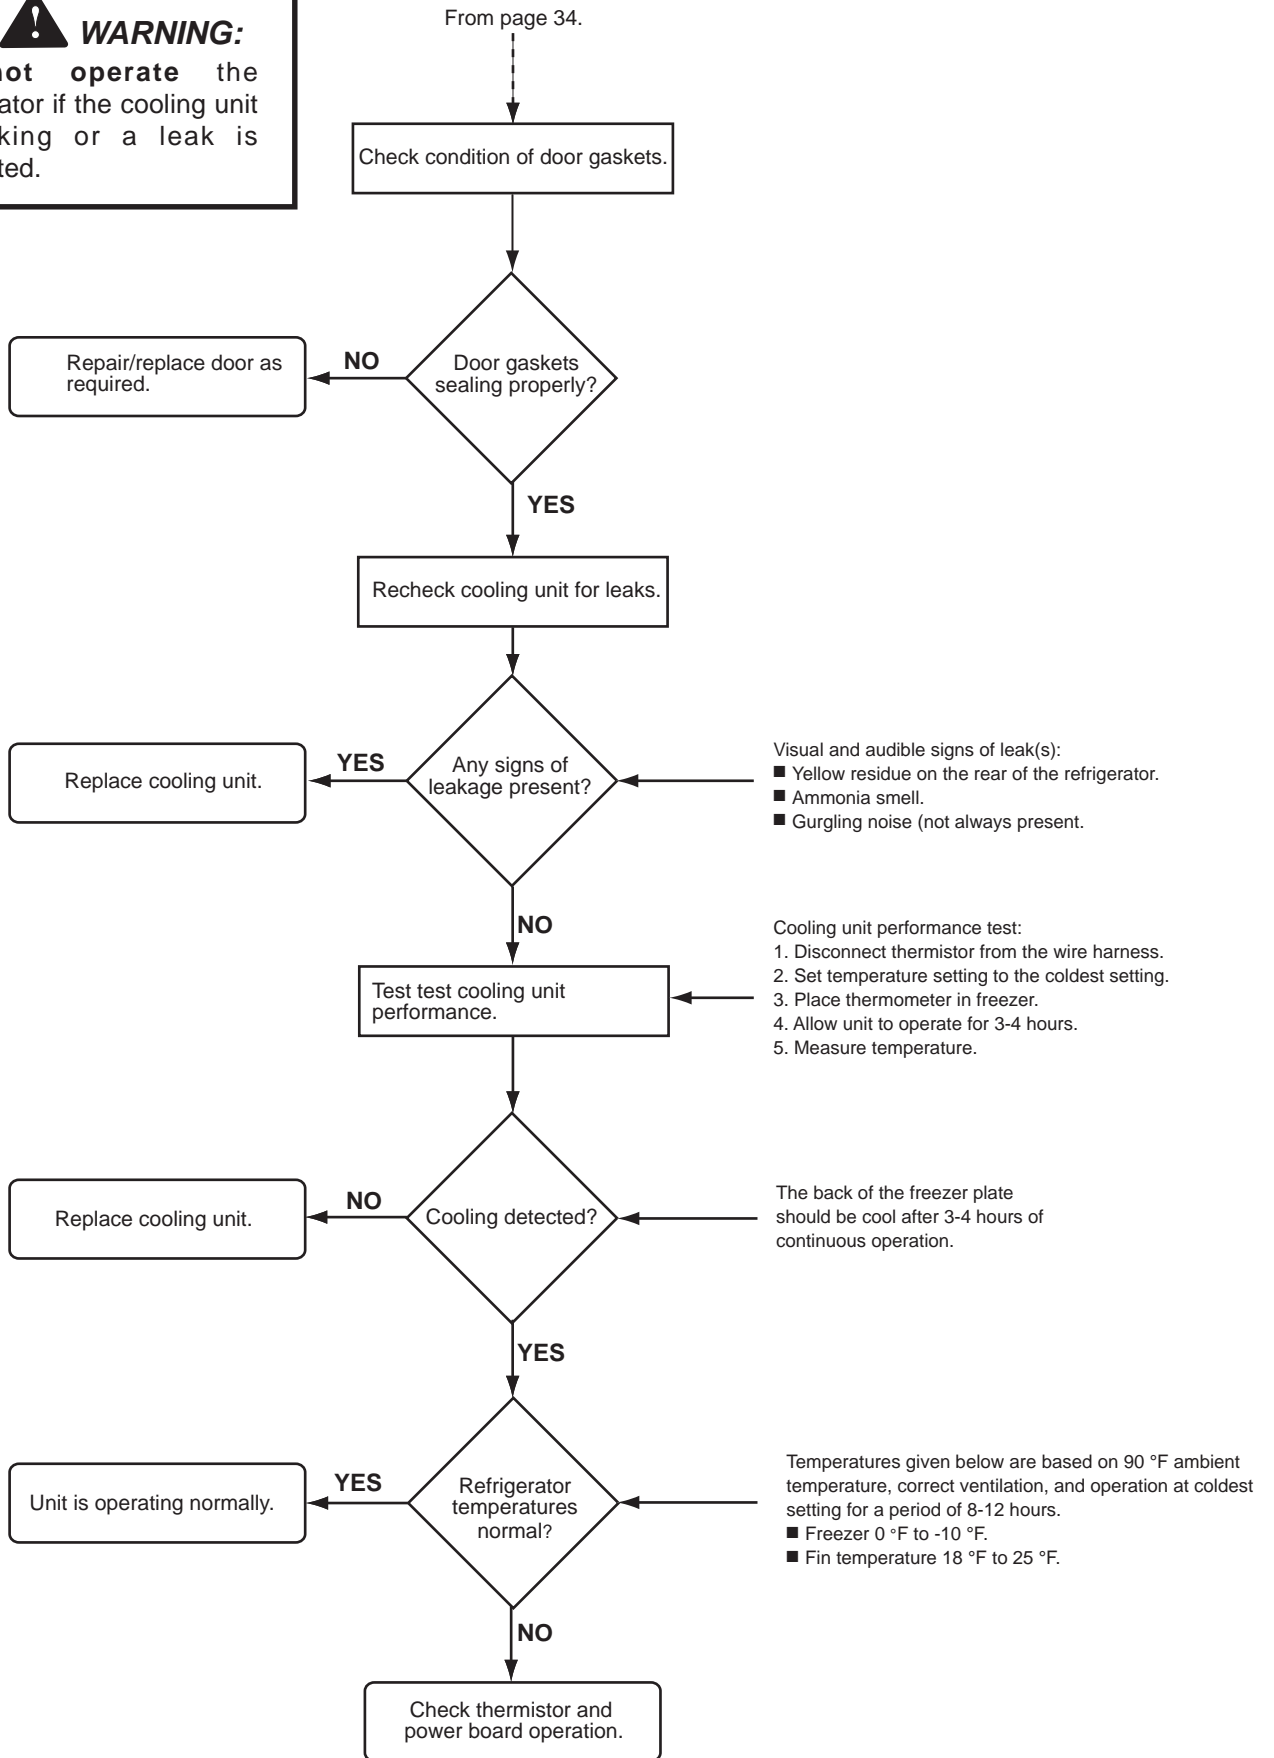 WARNING:
not operate the
ator if the cooling unit
king or a leak is
ted.
From page 34.
Check condition of door gaskets.
Door gaskets
sealing properly?
NO
Repair/replace door as
required.
YES
Recheck cooling unit for leaks.
Any signs of
leakage present?
YES
Replace cooling unit.
Visual and audible signs of leak(s):
■ Yellow residue on the rear of the refrigerator.
■ Ammonia smell.
■ Gurgling noise (not always present.
NO
Test test cooling unit
performance.
Cooling unit performance test:
1. Disconnect thermistor from the wire harness.
2. Set temperature setting to the coldest setting.
3. Place thermometer in freezer.
4. Allow unit to operate for 3-4 hours.
5. Measure temperature.
Cooling detected?
NO
Replace cooling unit.
The back of the freezer plate
should be cool after 3-4 hours of
continuous operation.
YES
Refrigerator
temperatures
normal?
YES
Unit is operating normally.
Temperatures given below are based on 90 °F ambient
temperature, correct ventilation, and operation at coldest
setting for a period of 8-12 hours.
■ Freezer 0 °F to -10 °F.
■ Fin temperature 18 °F to 25 °F.
NO
Check thermistor and
power board operation.